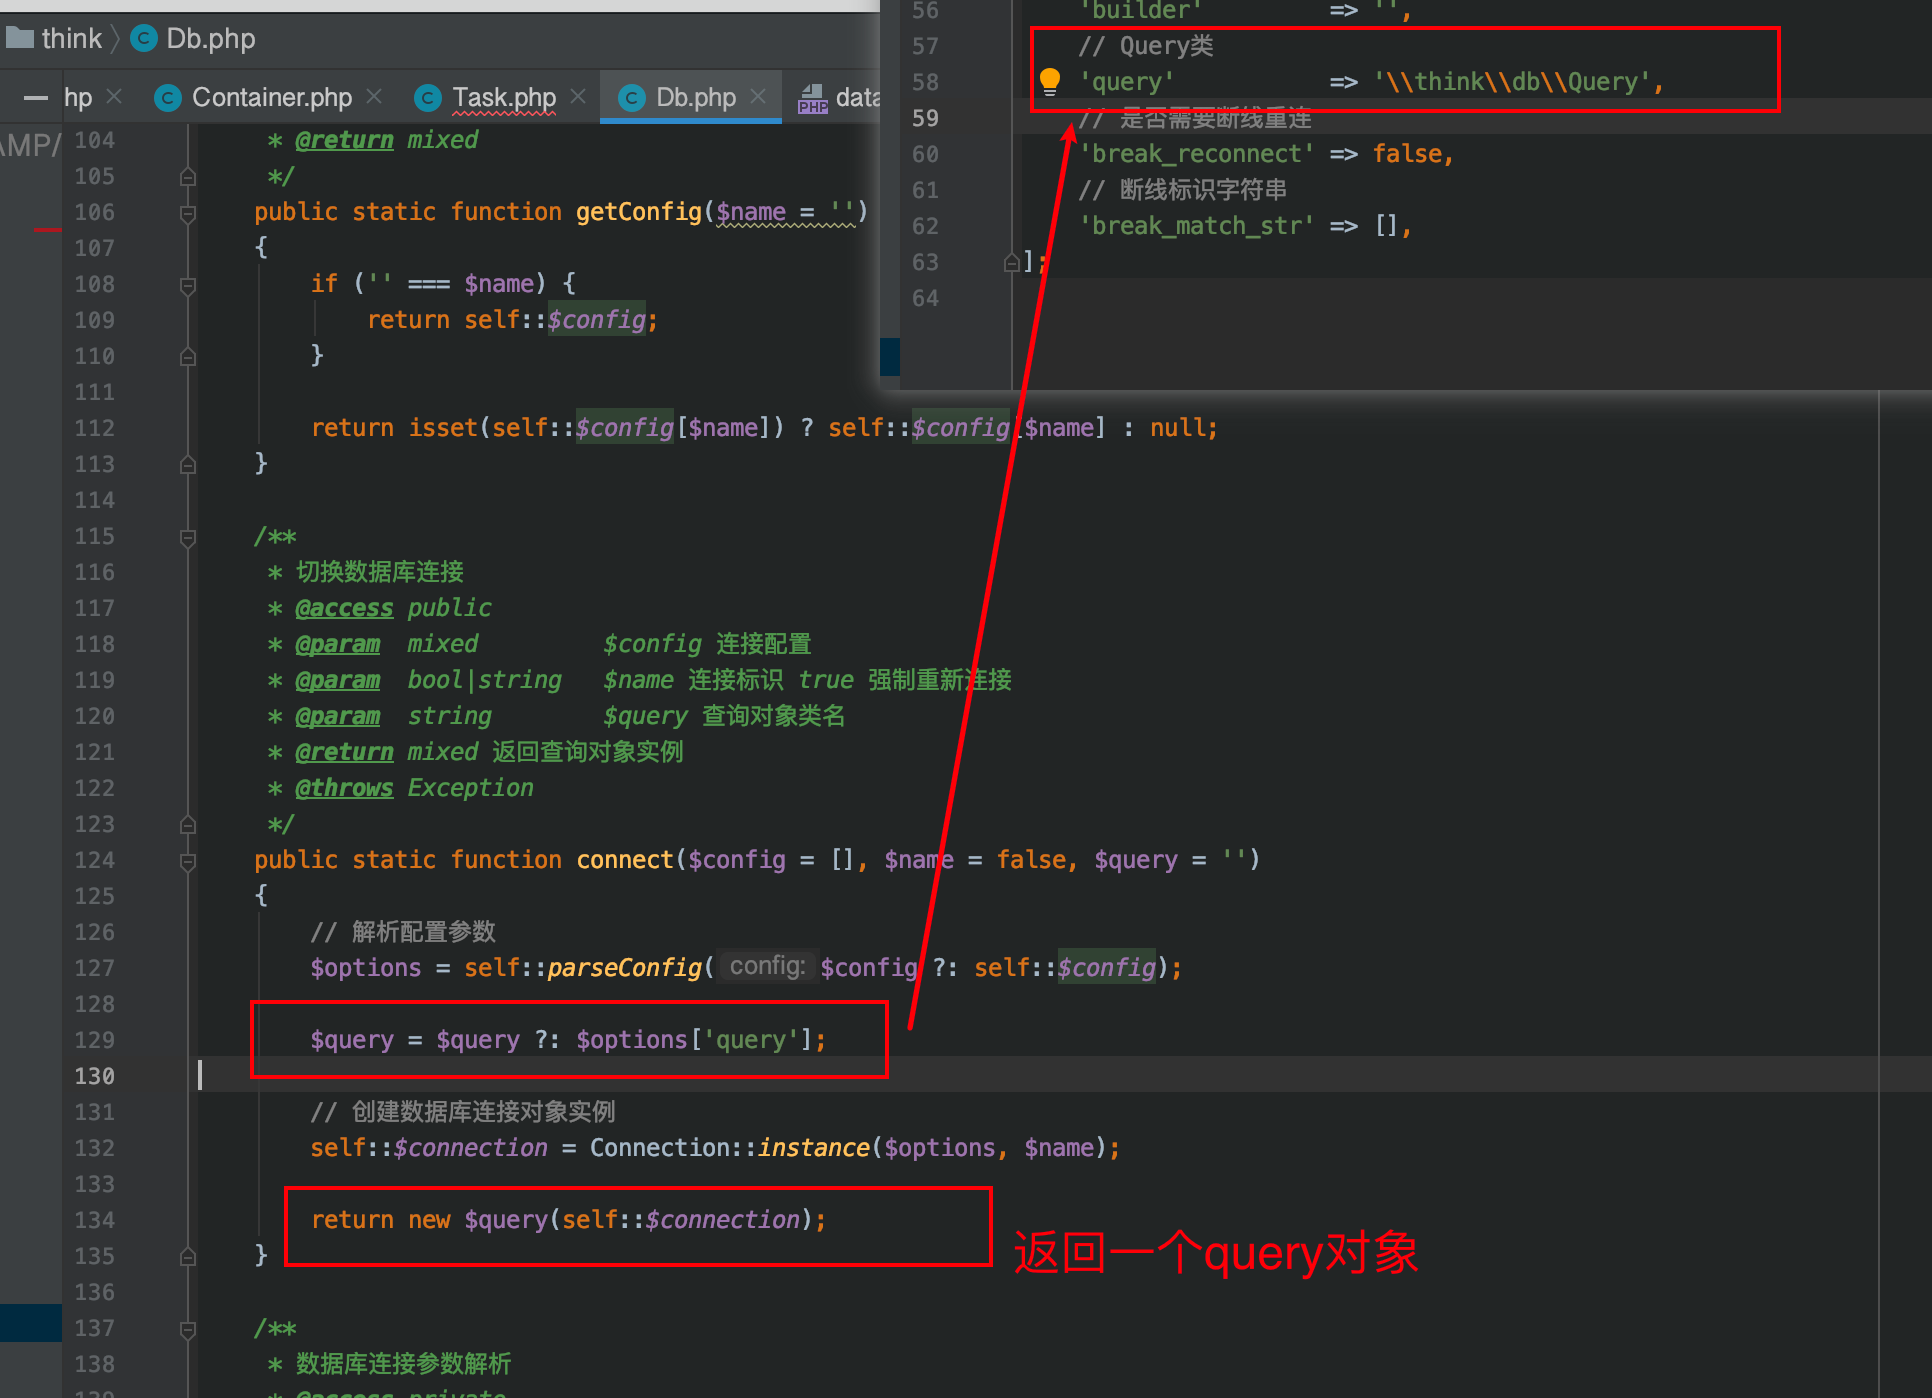 think
Db.php
hp
Container.php
Task.php
Db.php
PHP
data
AMP/
104 * @return mixed
105 */
106 public static function getConfig($name = '')
107 {
108 if ('' === $name) {
109 return self::$config;
110 }
111
112 return isset(self::$config[$name]) ? self::$config[$name] : null;
113 }
114
115 /**
116 * 切换数据库连接
117 * @access public
118 * @param mixed $config 连接配置
119 * @param bool|string $name 连接标识 true 强制重新连接
120 * @param string $query 查询对象类名
121 * @return mixed 返回查询对象实例
122 * @throws Exception
123 */
124 public static function connect($config = [], $name = false, $query = '')
125 {
126 // 解析配置参数
127 $options = self::parseConfig( config: $config ?: self::$config);
128
129 $query = $query ?: $options['query'];
130
131 // 创建数据库连接对象实例
132 self::$connection = Connection::instance($options, $name);
133
134 return new $query(self::$connection);
135 }
136
137 /**
138 * 数据库连接参数解析
139 * @access private
56 'builder' => '',
57 // Query类
58 'query' => '\\think\\db\\Query',
59 // 是否需要断线重连
60 'break_reconnect' => false,
61 // 断线标识字符串
62 'break_match_str' => [],
63 ];
64
返回一个query对象